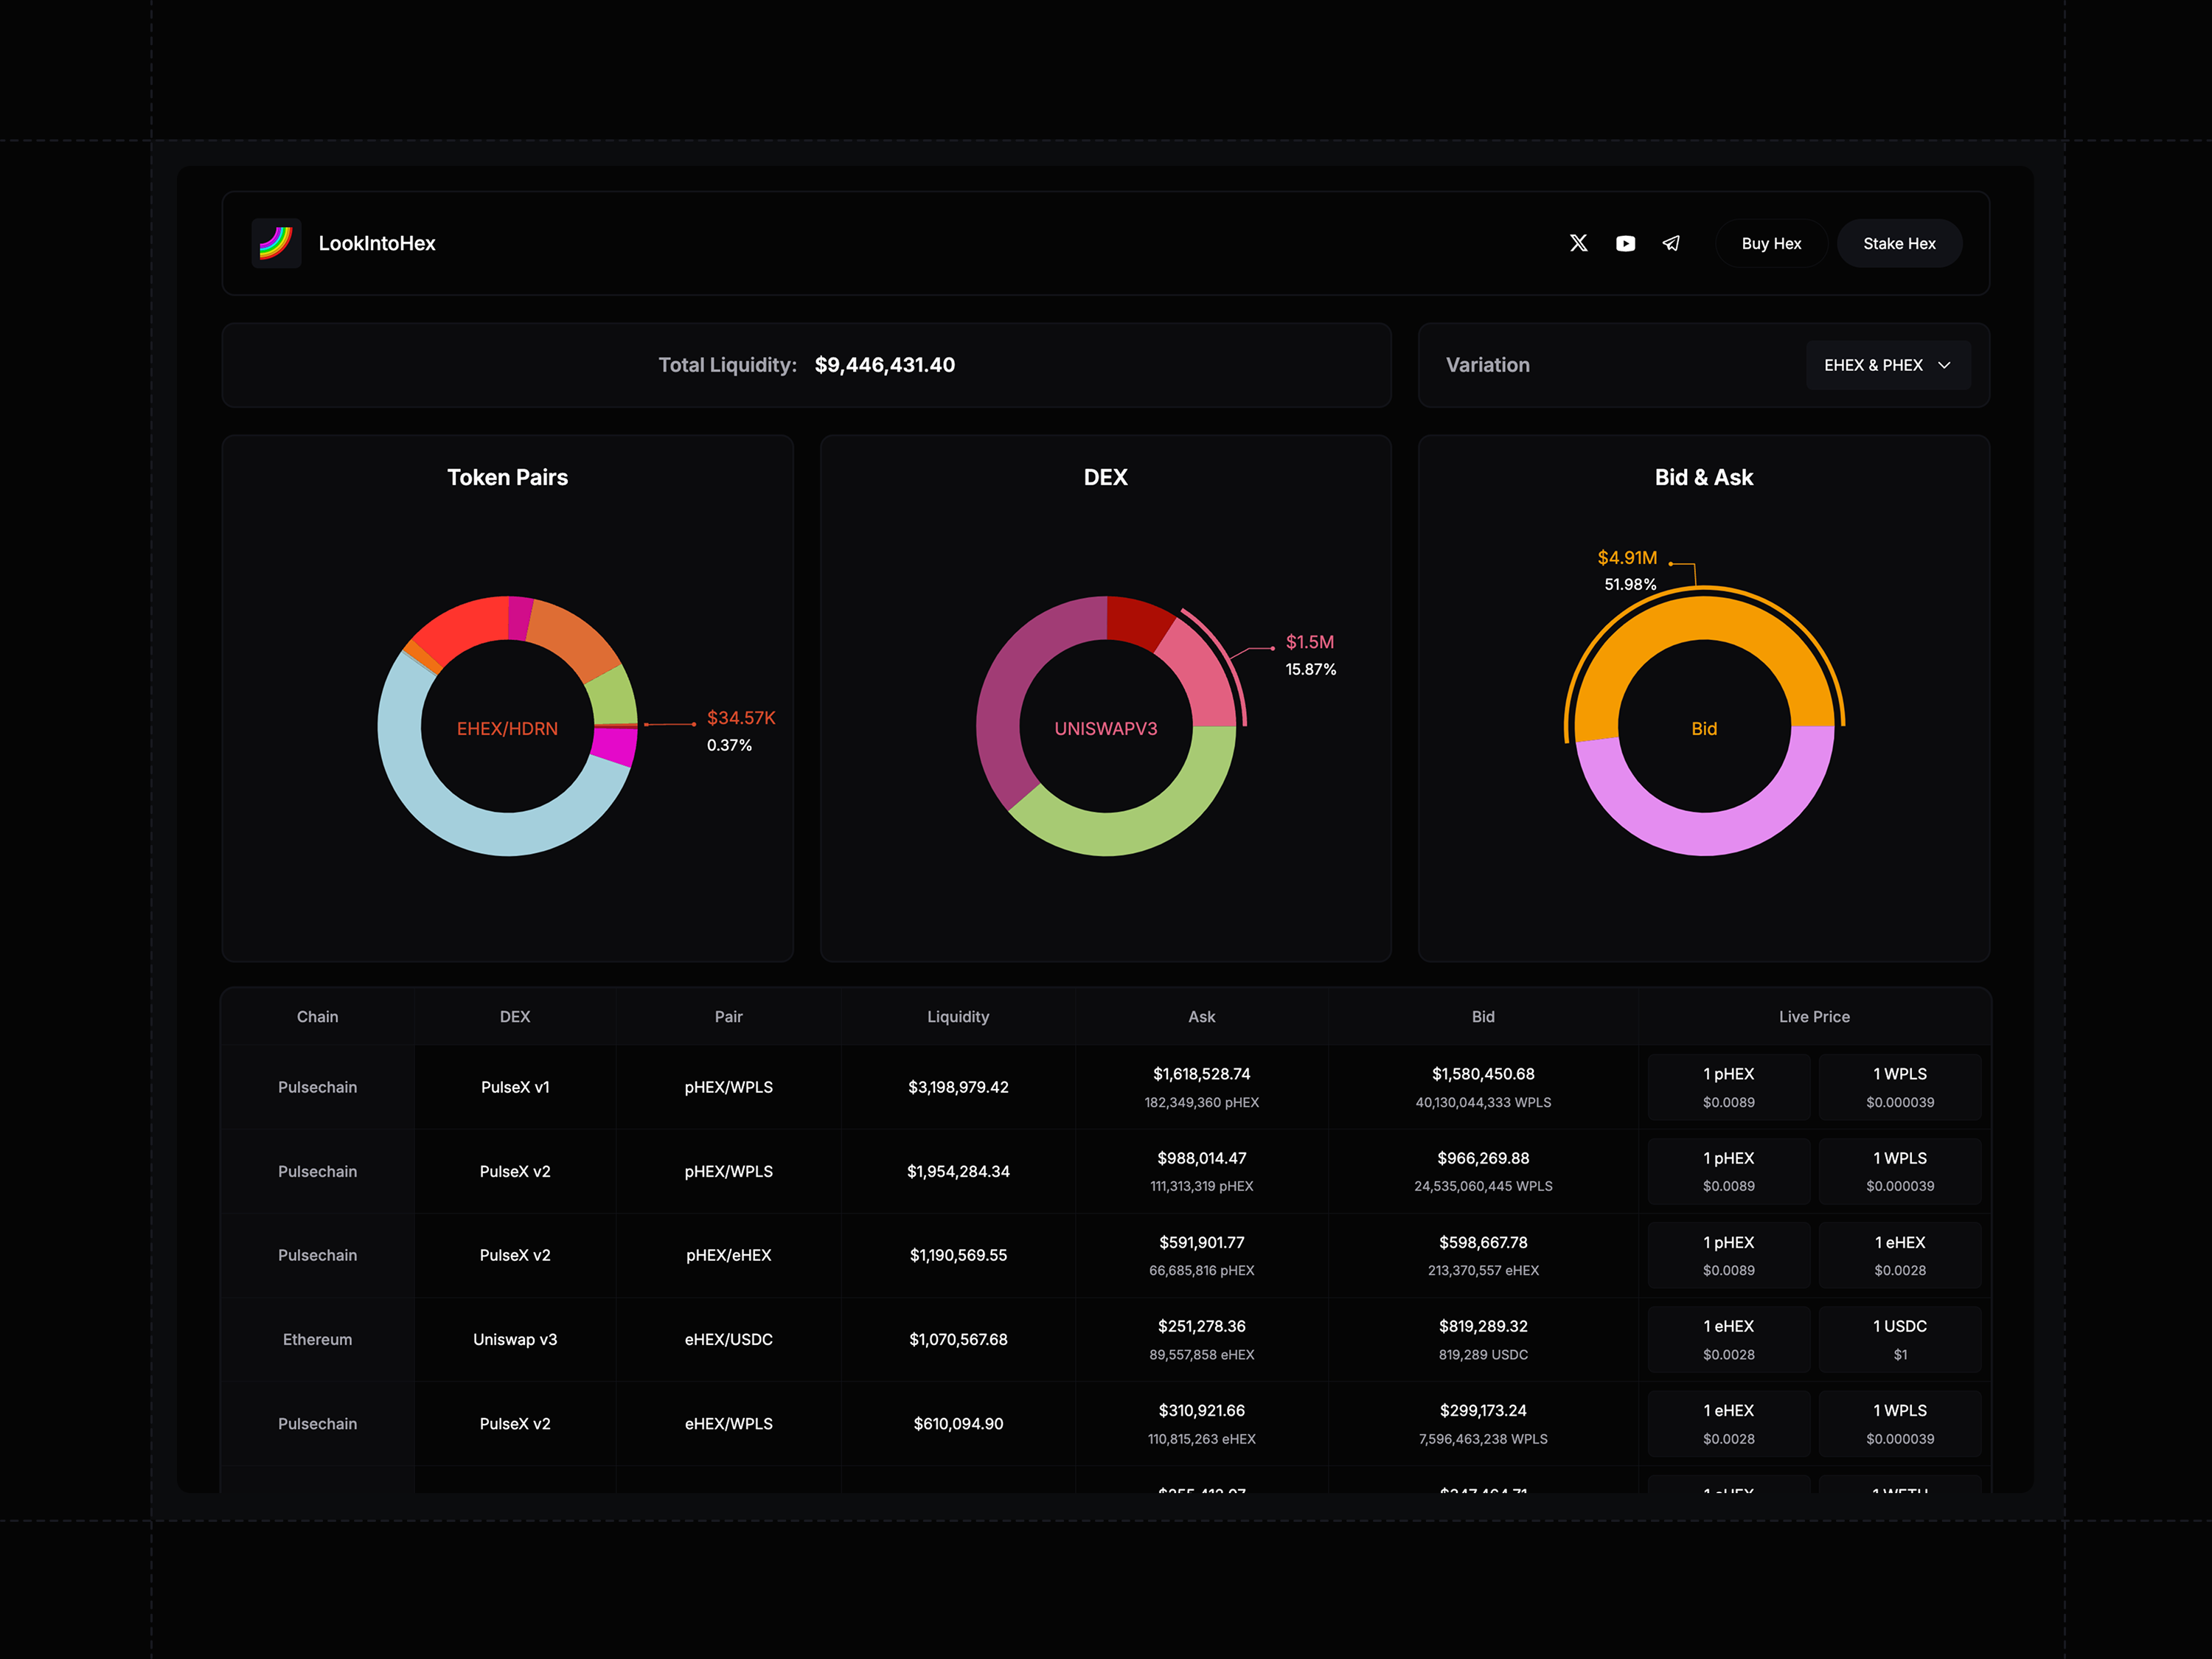 LookIntoHex
Buy Hex
Stake Hex
Total Liquidity: $9,446,431.40
Variation
EHEX & PHEX
Token Pairs
EHEX/HDRN
$34.57K
0.37%
DEX
UNISWAPV3
$1.5M
15.87%
Bid & Ask
$4.91M
51.98%
Bid
Chain DEX Pair Liquidity Ask Bid Live Price
Pulsechain PulseX v1 pHEX/WPLS $3,198,979.42 $1,618,528.74 $1,580,450.68 1 pHEX 1 WPLS
182,349,360 pHEX 40,130,044,333 WPLS $0.0089 $0.000039
Pulsechain PulseX v2 pHEX/WPLS $1,954,284.34 $988,014.47 $966,269.88 1 pHEX 1 WPLS
111,313,319 pHEX 24,535,060,445 WPLS $0.0089 $0.000039
Pulsechain PulseX v2 pHEX/eHEX $1,190,569.55 $591,901.77 $598,667.78 1 pHEX 1 eHEX
66,685,816 pHEX 213,370,557 eHEX $0.0089 $0.0028
Ethereum Uniswap v3 eHEX/USDC $1,070,567.68 $251,278.36 $819,289.32 1 eHEX 1 USDC
89,557,858 eHEX 819,289 USDC $0.0028 $1
Pulsechain PulseX v2 eHEX/WPLS $610,094.90 $310,921.66 $299,173.24 1 eHEX 1 WPLS
110,815,263 eHEX 7,596,463,238 WPLS $0.0028 $0.000039